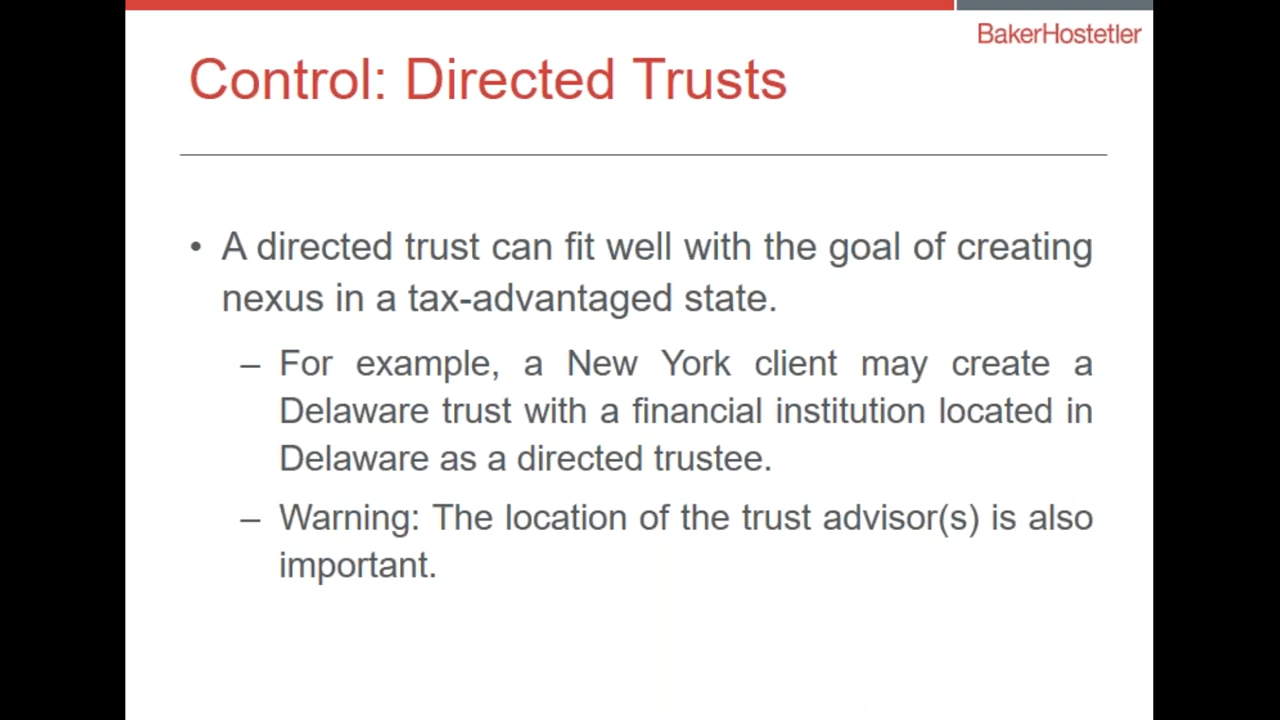 BakerHostetler
Control: Directed Trusts
• A directed trust can fit well with the goal of creating
nexus in a tax-advantaged state.
– For example, a New York client may create a
Delaware trust with a financial institution located in
Delaware as a directed trustee.
– Warning: The location of the trust advisor(s) is also
important.